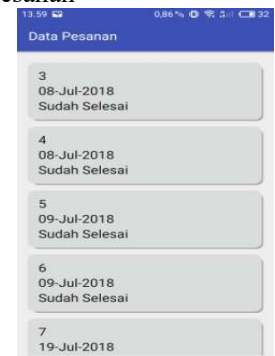 13.59
32
Data Pesanan
3
08-Jul-2018
Sudah Selesai
4
08-Jul-2018
Sudah Selesai
5
09-Jul-2018
Sudah Selesai
6
09-Jul-2018
Sudah Selesai
7
19-Jul-2018